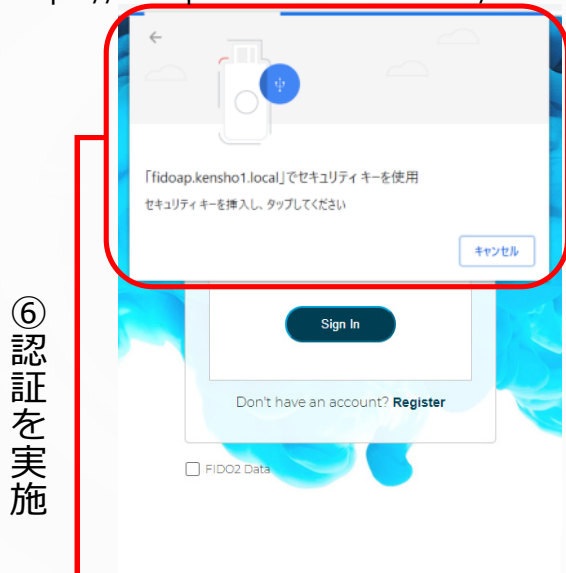 「fidoap.kensho1.local」でセキュリティ キーを使用
セキュリティ キーを挿入し、タップしてください
キャンセル
⑥認証を実施
Sign In
Don't have an account? Register
FIDO2 Data